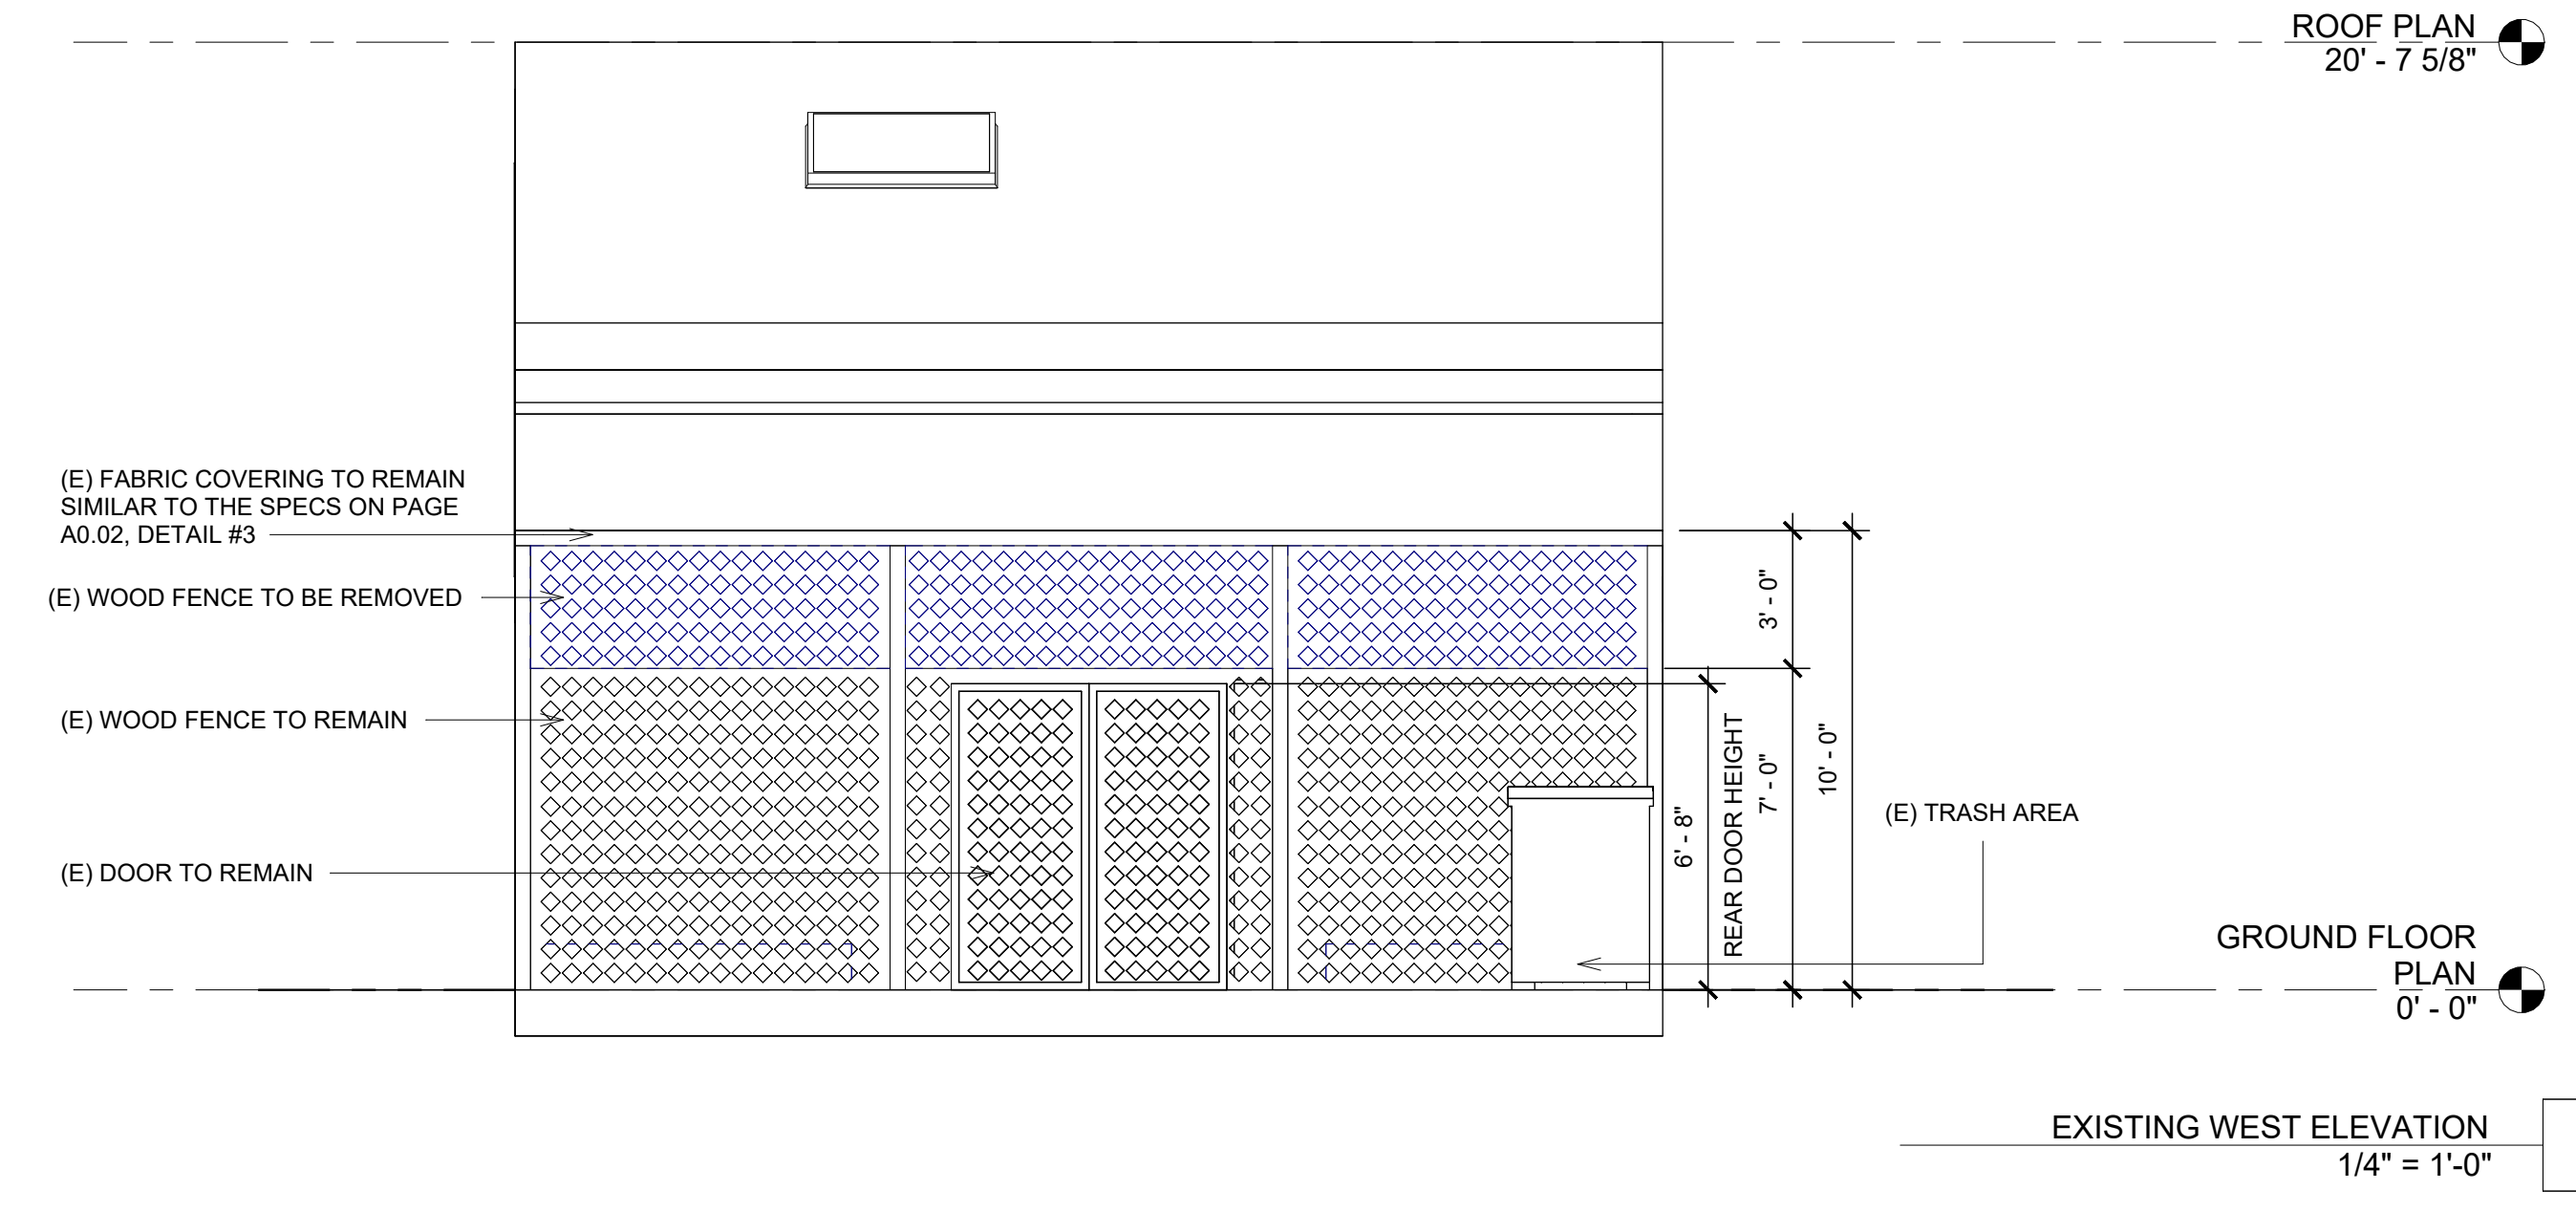 ROOF PLAN
20' - 7 5/8"
(E) FABRIC COVERING TO REMAIN
SIMILAR TO THE SPECS ON PAGE
A0.02, DETAIL #3
(E) WOOD FENCE TO BE REMOVED
(E) WOOD FENCE TO REMAIN
(E) DOOR TO REMAIN
3' - 0"
6' - 8"
REAR DOOR HEIGHT
7' - 0"
10' - 0"
(E) TRASH AREA
GROUND FLOOR
PLAN
0' - 0"
EXISTING WEST ELEVATION
1/4" = 1'-0"